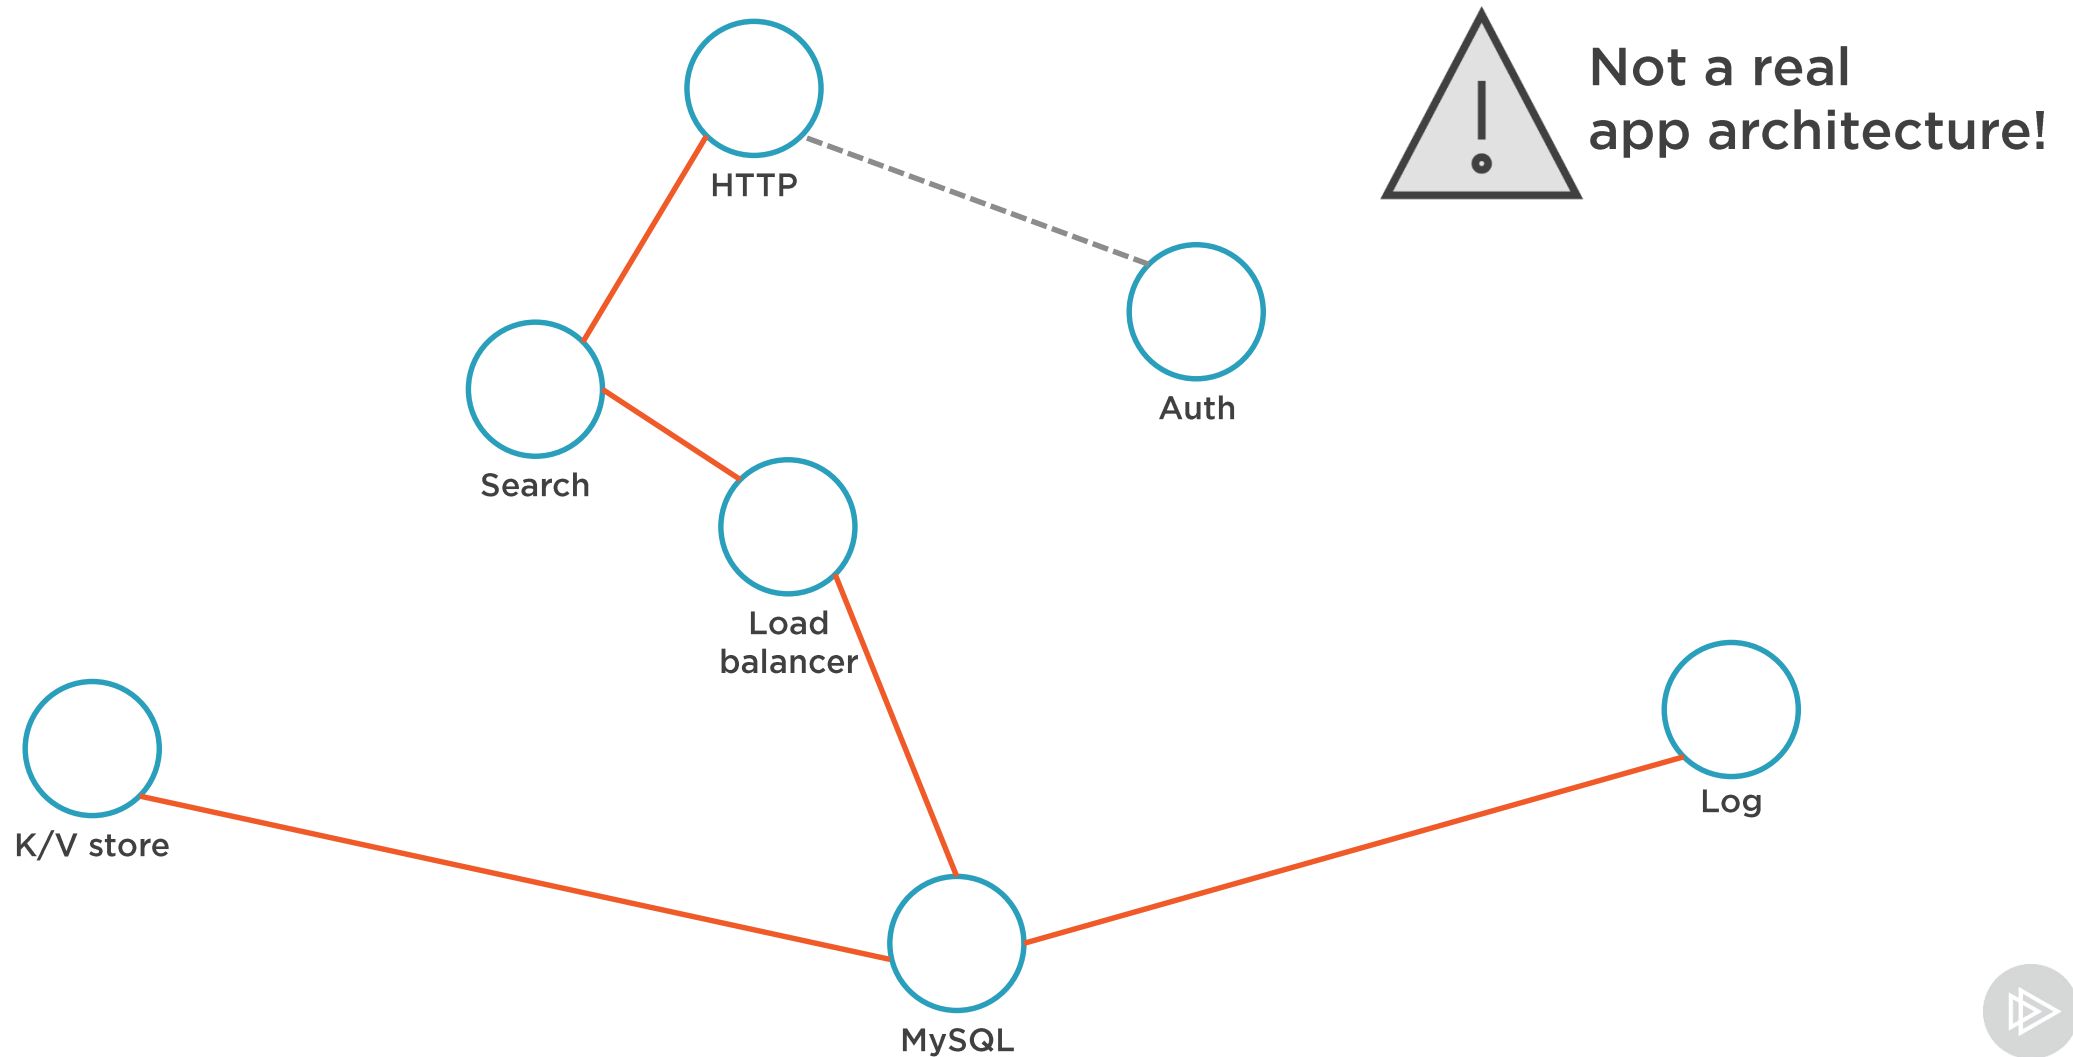 Not a real
app architecture!
HTTP
Auth
Search
Load
balancer
Log
K/V store
MySQL